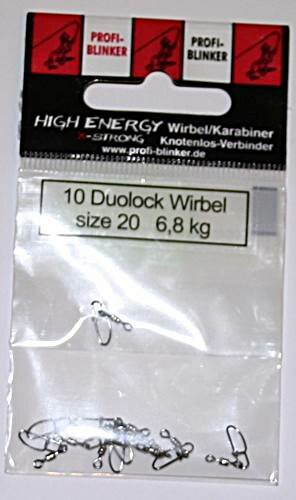 PROFI-BLINKER PROFI-BLINKER
HIGH ENERGY Wirbel/Karabiner
X-STRONG Knotenlos-Verbinder
www.profi-blinker.de
10 Duolock Wirbel
size 20 6,8 kg